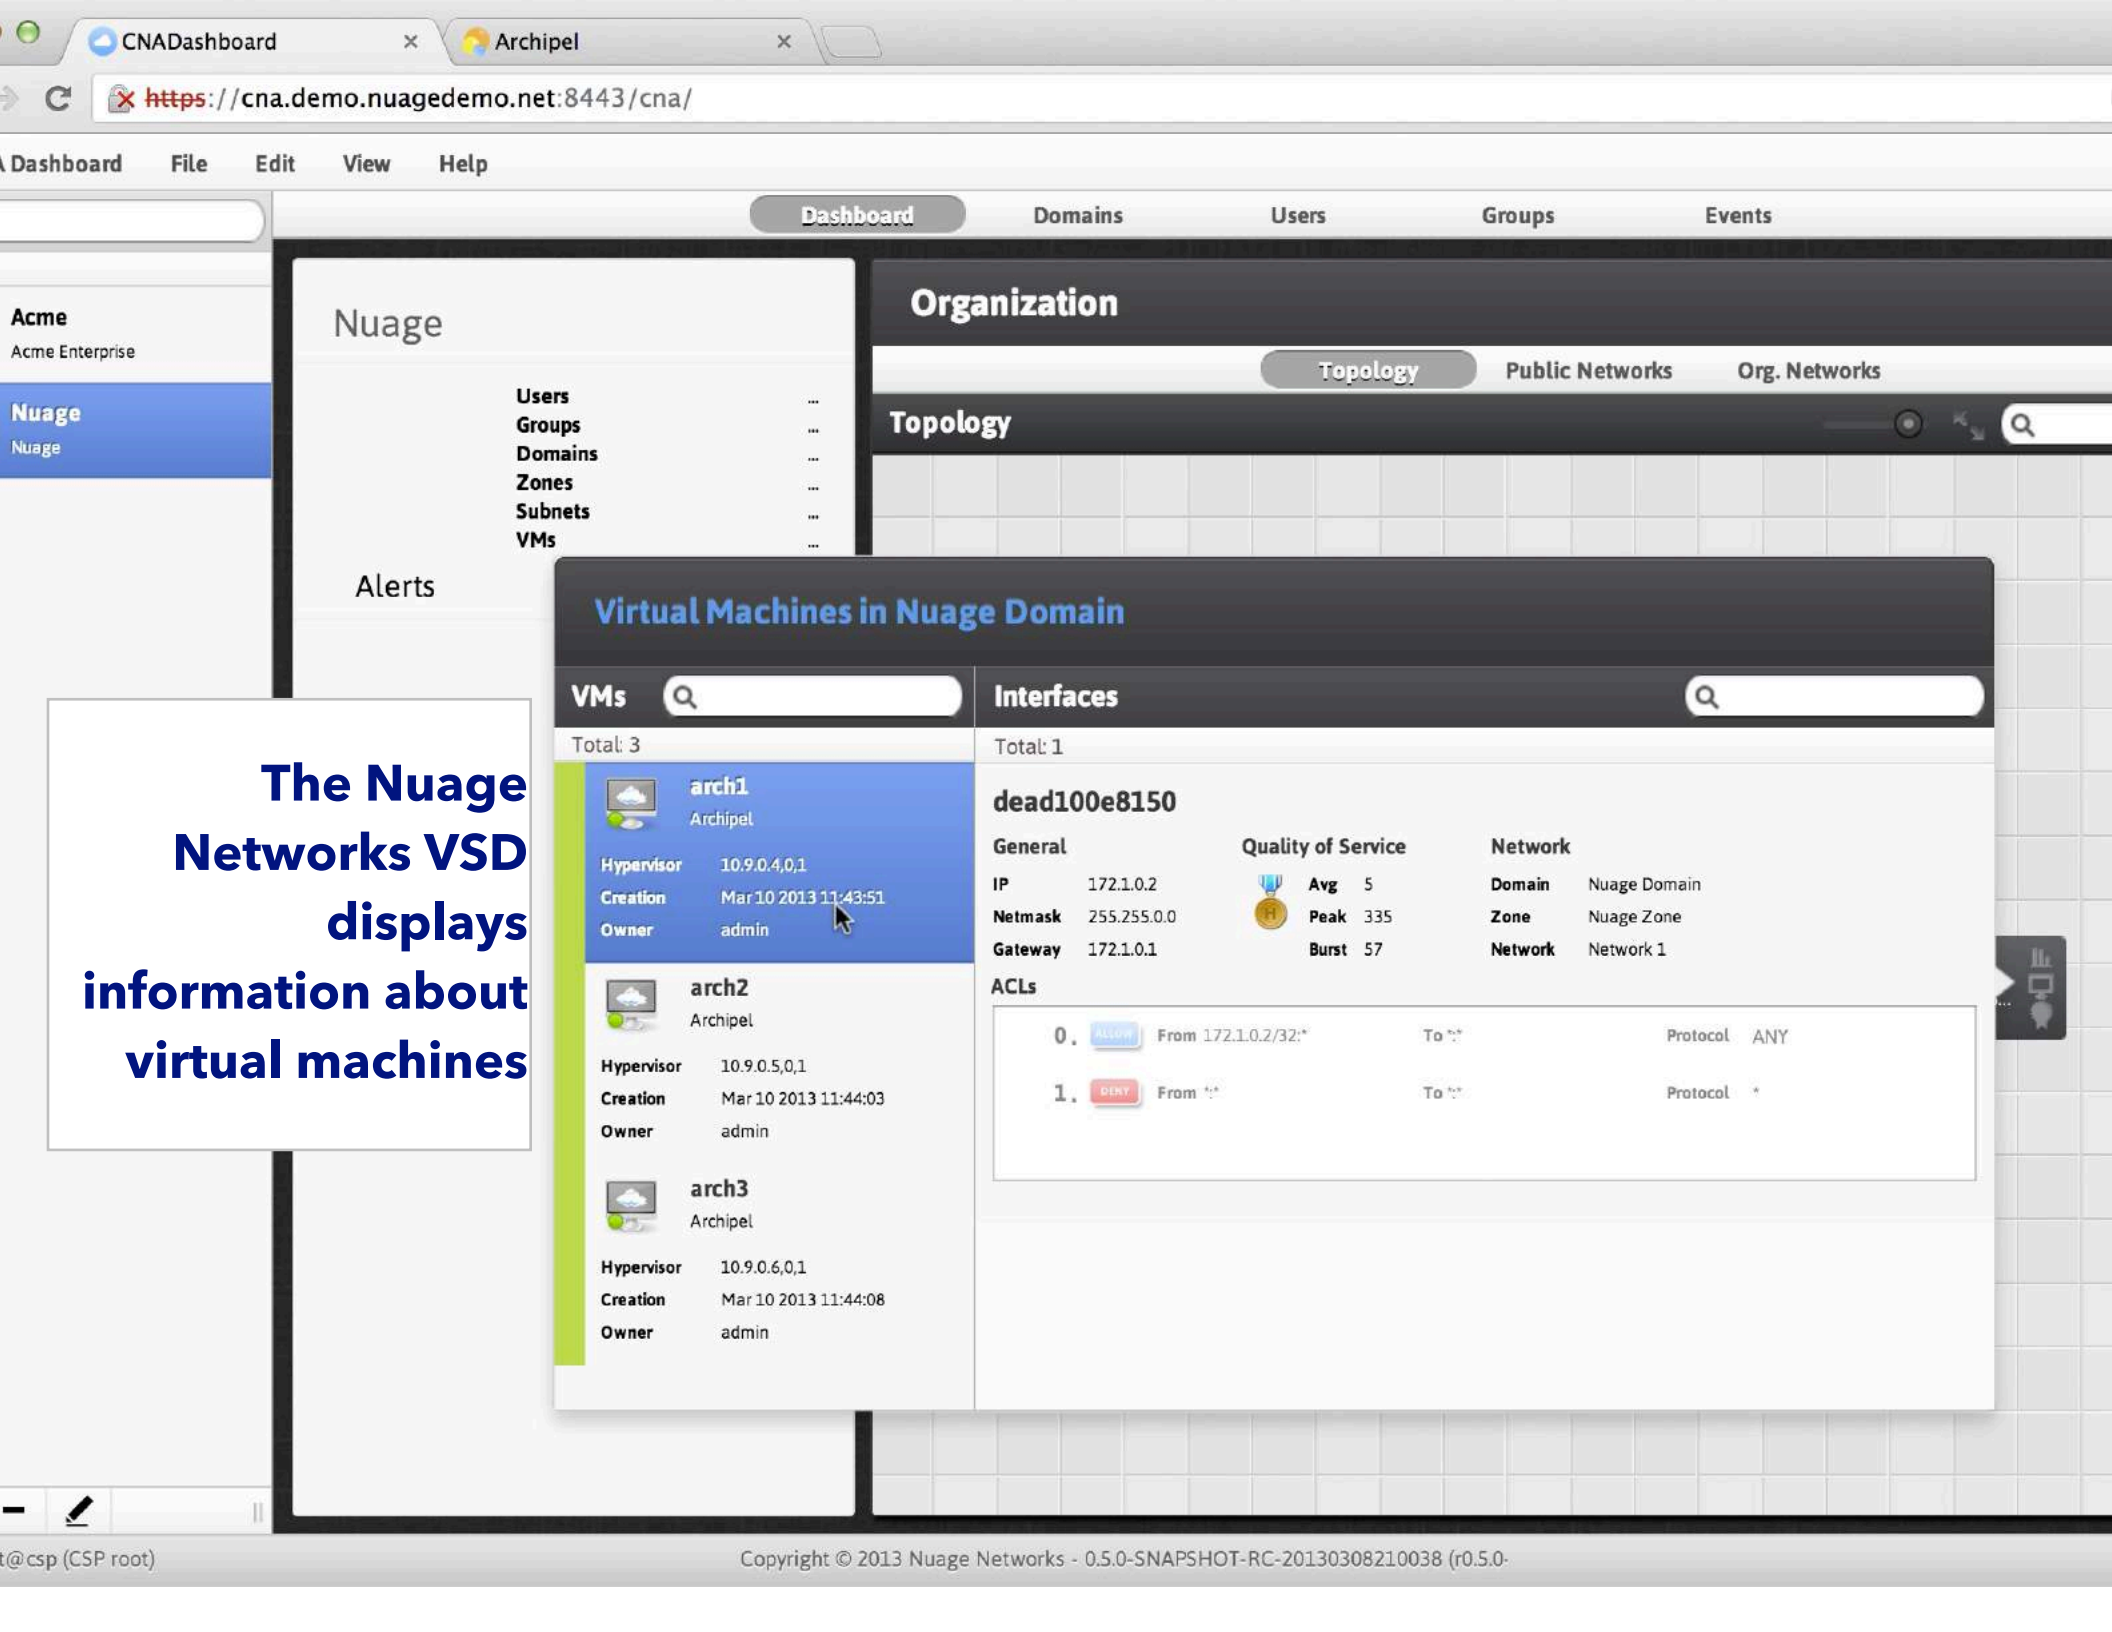 CNADashboard × Archipel ×
https://cna.demo.nuagedemo.net:8443/cna/
Dashboard File Edit View Help
Dashboard Domains Users Groups Events
Acme
Acme Enterprise
Nuage
Nuage
Nuage
Users ...
Groups ...
Domains ...
Zones ...
Subnets ...
VMs ...
Alerts
Organization
Topology Public Networks Org. Networks
Topology
The Nuage
Networks VSD
displays
information about
virtual machines
Virtual Machines in Nuage Domain
VMs
Total: 3
arch1
Archipel
Hypervisor 10.9.0.4,0,1
Creation Mar 10 2013 11:43:51
Owner admin
arch2
Archipel
Hypervisor 10.9.0.5,0,1
Creation Mar 10 2013 11:44:03
Owner admin
arch3
Archipel
Hypervisor 10.9.0.6,0,1
Creation Mar 10 2013 11:44:08
Owner admin
Interfaces
Total: 1
dead100e8150
General Quality of Service Network
IP 172.1.0.2 Avg 5 Domain Nuage Domain
Netmask 255.255.0.0 H Peak 335 Zone Nuage Zone
Gateway 172.1.0.1 Burst 57 Network Network 1
ACLs
0. ALLOW From 172.1.0.2/32:* To *:* Protocol ANY
1. DENY From *:* To *:* Protocol *
...
t@csp (CSP root)
Copyright © 2013 Nuage Networks - 0.5.0-SNAPSHOT-RC-20130308210038 (r0.5.0-